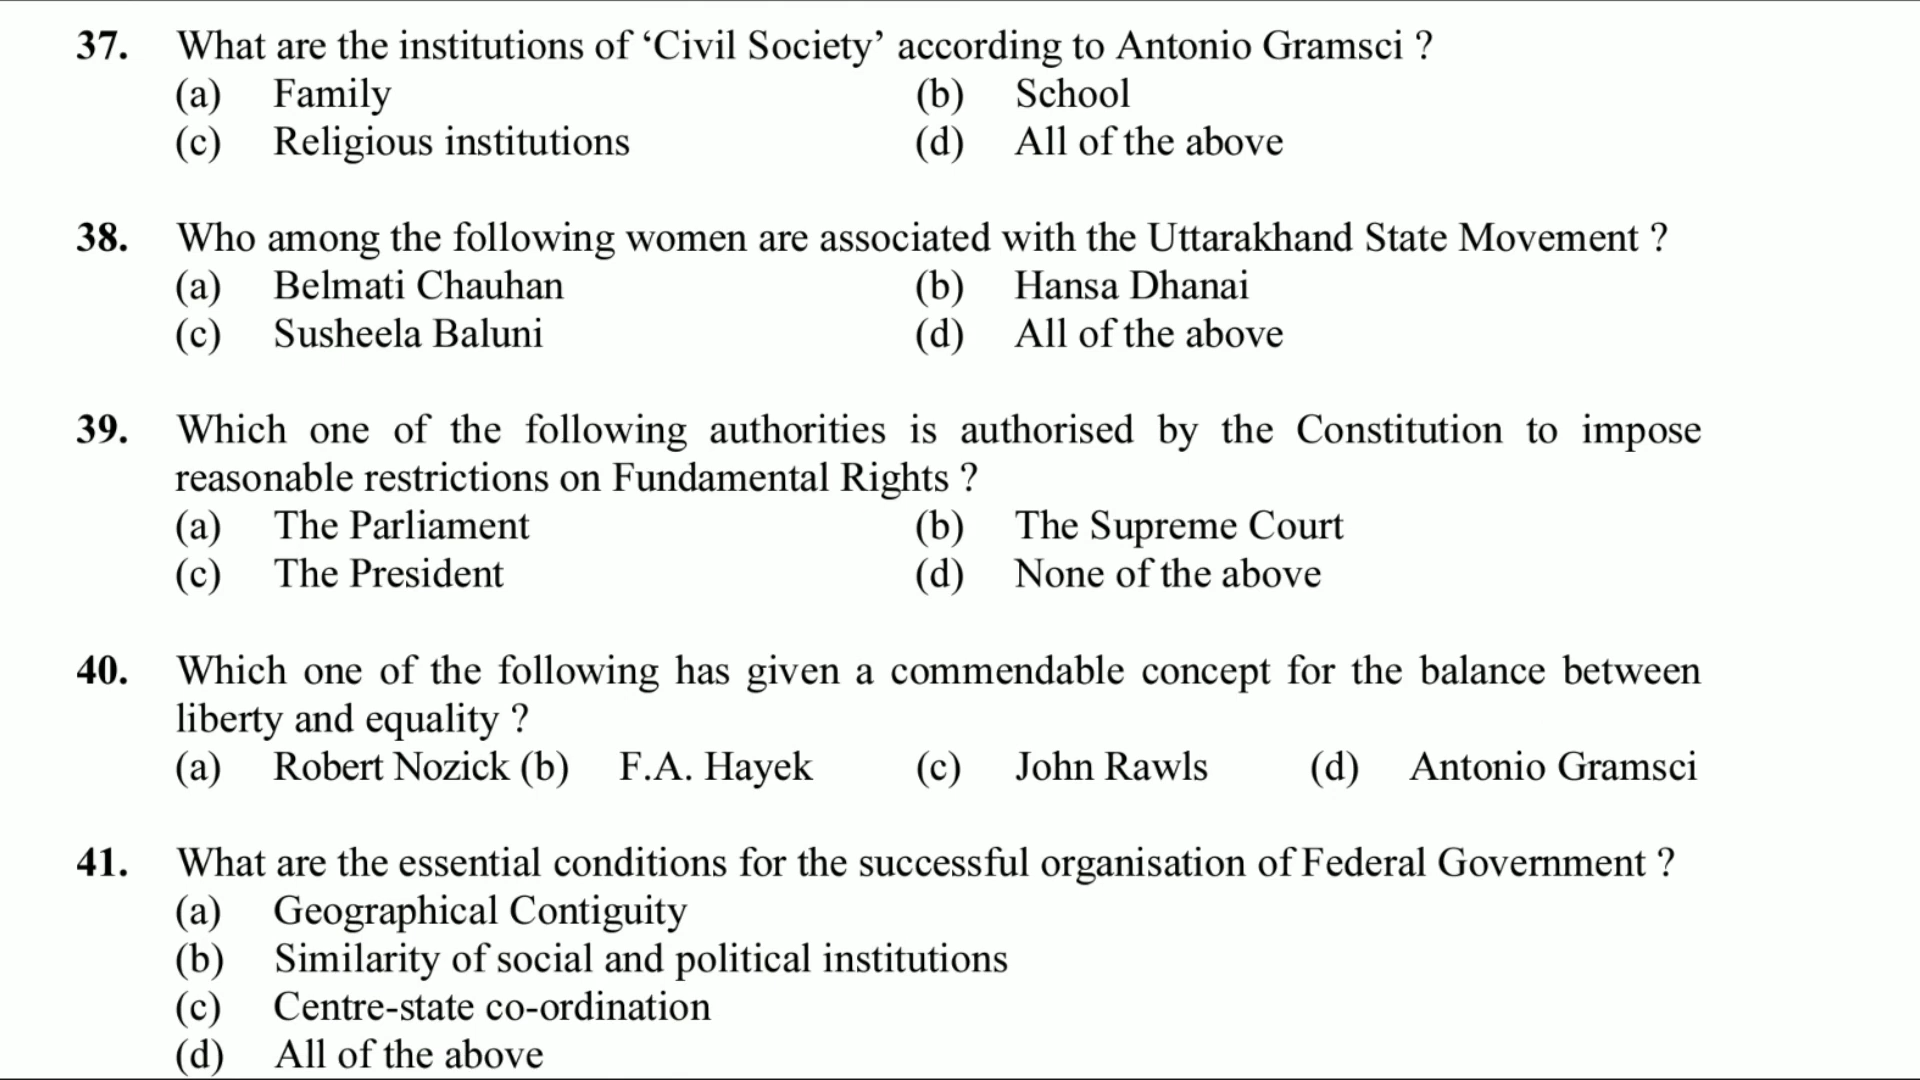 37. What are the institutions of ‘Civil Society’ according to Antonio Gramsci ?
(a) Family (b) School
(c) Religious institutions (d) All of the above
38. Who among the following women are associated with the Uttarakhand State Movement ?
(a) Belmati Chauhan (b) Hansa Dhanai
(c) Susheela Baluni (d) All of the above
39. Which one of the following authorities is authorised by the Constitution to impose
reasonable restrictions on Fundamental Rights ?
(a) The Parliament (b) The Supreme Court
(c) The President (d) None of the above
40. Which one of the following has given a commendable concept for the balance between
liberty and equality ?
(a) Robert Nozick (b) F.A. Hayek (c) John Rawls (d) Antonio Gramsci
41. What are the essential conditions for the successful organisation of Federal Government ?
(a) Geographical Contiguity
(b) Similarity of social and political institutions
(c) Centre-state co-ordination
(d) All of the above